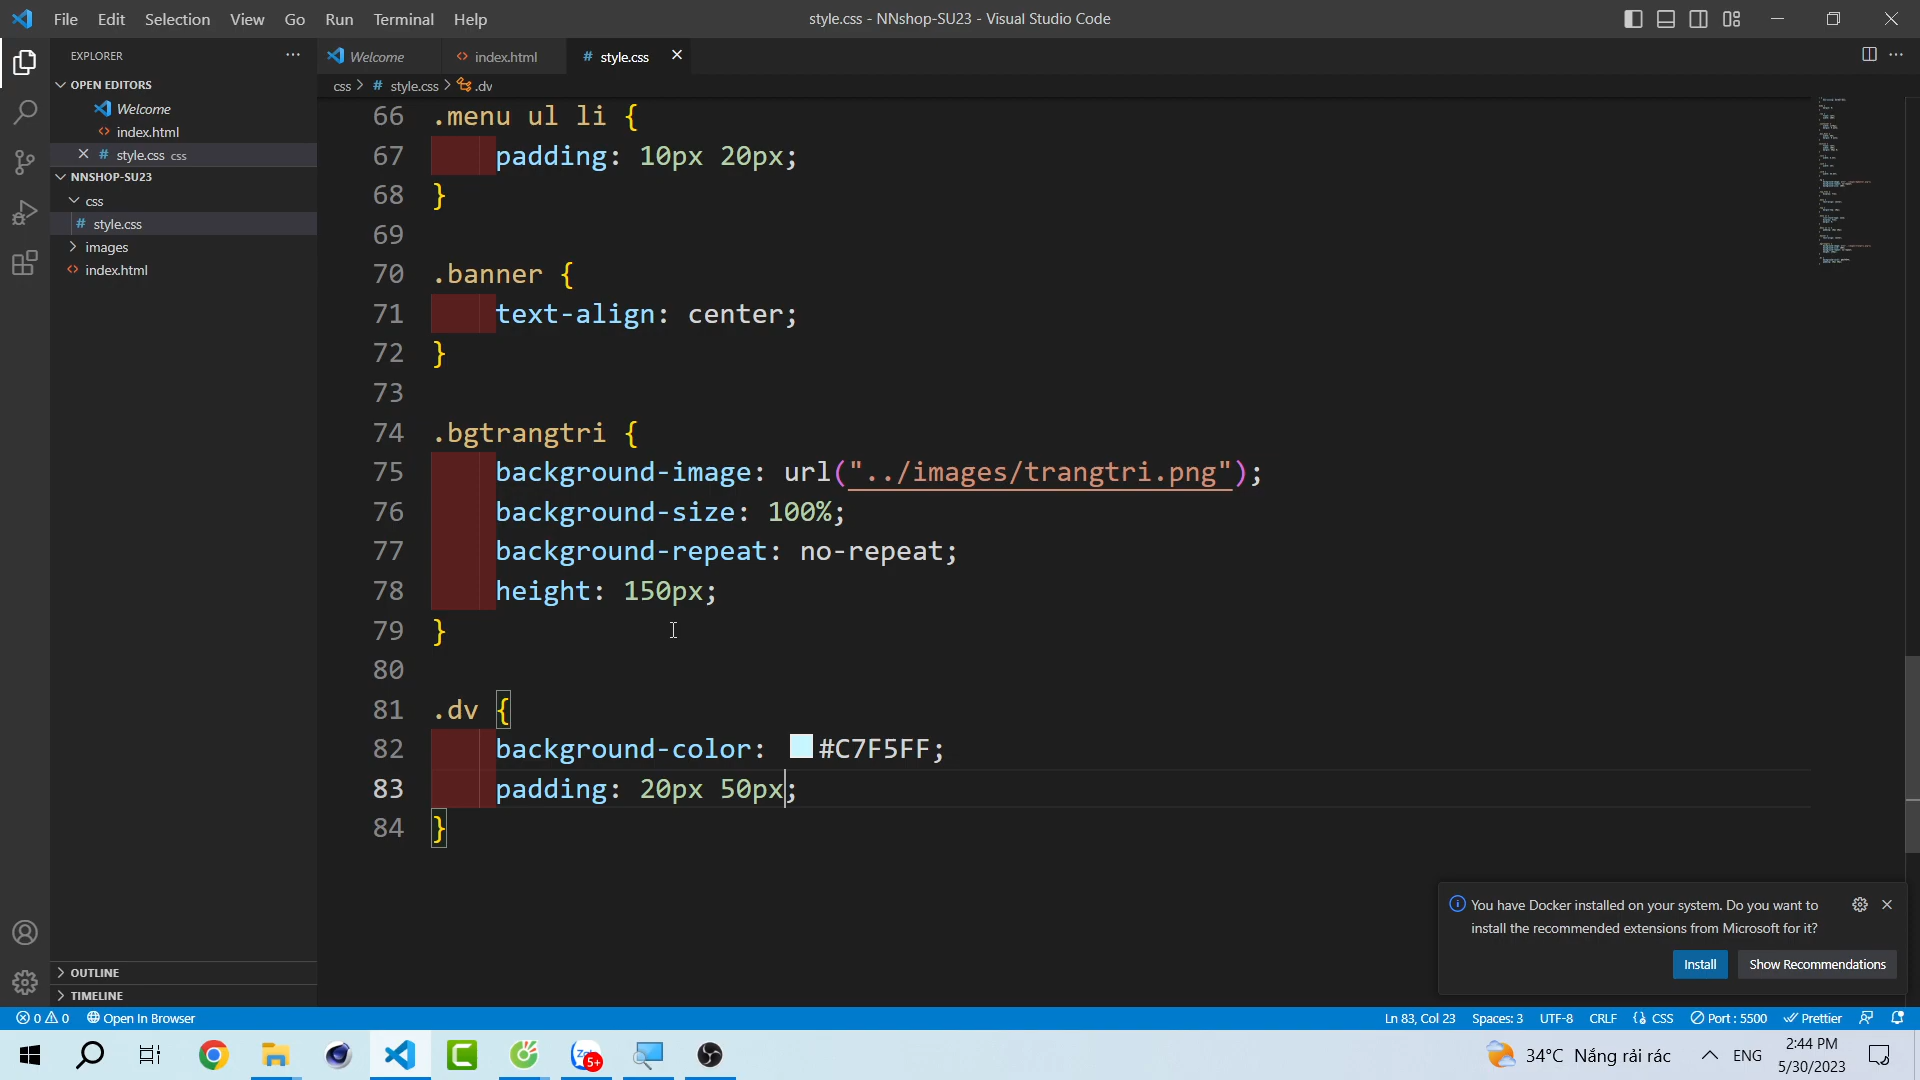 File Edit Selection View Go Run Terminal Help
style.css - NNshop-SU23 - Visual Studio Code
EXPLORER
Welcome
index.html
# style.css
OPEN EDITORS
css > # style.css > .dv
Welcome
index.html
# style.css css
NNSHOP-SU23
css
# style.css
images
index.html
66 .menu ul li {
67 padding: 10px 20px;
68 }
69
70 .banner {
71 text-align: center;
72 }
73
74 .bgtrangtri {
75 background-image: url("../images/trangtri.png");
76 background-size: 100%;
77 background-repeat: no-repeat;
78 height: 150px;
79 }
80
81 .dv {
82 background-color: #C7F5FF;
83 padding: 20px 50px;
84 }
You have Docker installed on your system. Do you want to
install the recommended extensions from Microsoft for it?
Install Show Recommendations
OUTLINE
TIMELINE
0 0 Open In Browser
Ln 83, Col 23 Spaces: 3 UTF-8 CRLF {} CSS Port : 5500 Prettier
5+
34°C Nắng rải rác
ENG
2:44 PM
5/30/2023